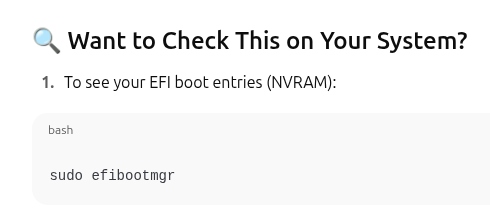 🔍 Want to Check This on Your System?
1. To see your EFI boot entries (NVRAM):
bash
sudo efibootmgr